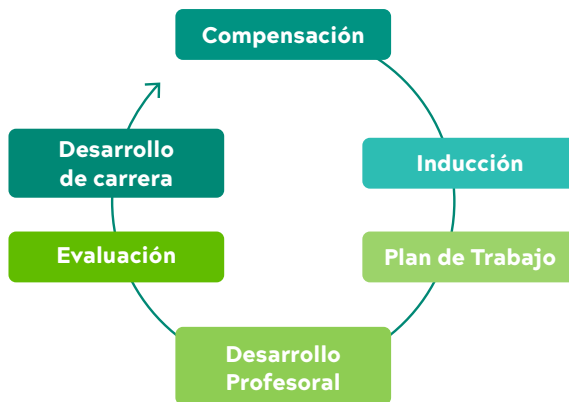 Compensación
Inducción
Plan de Trabajo
Desarrollo
Profesoral
Evaluación
Desarrollo
de carrera